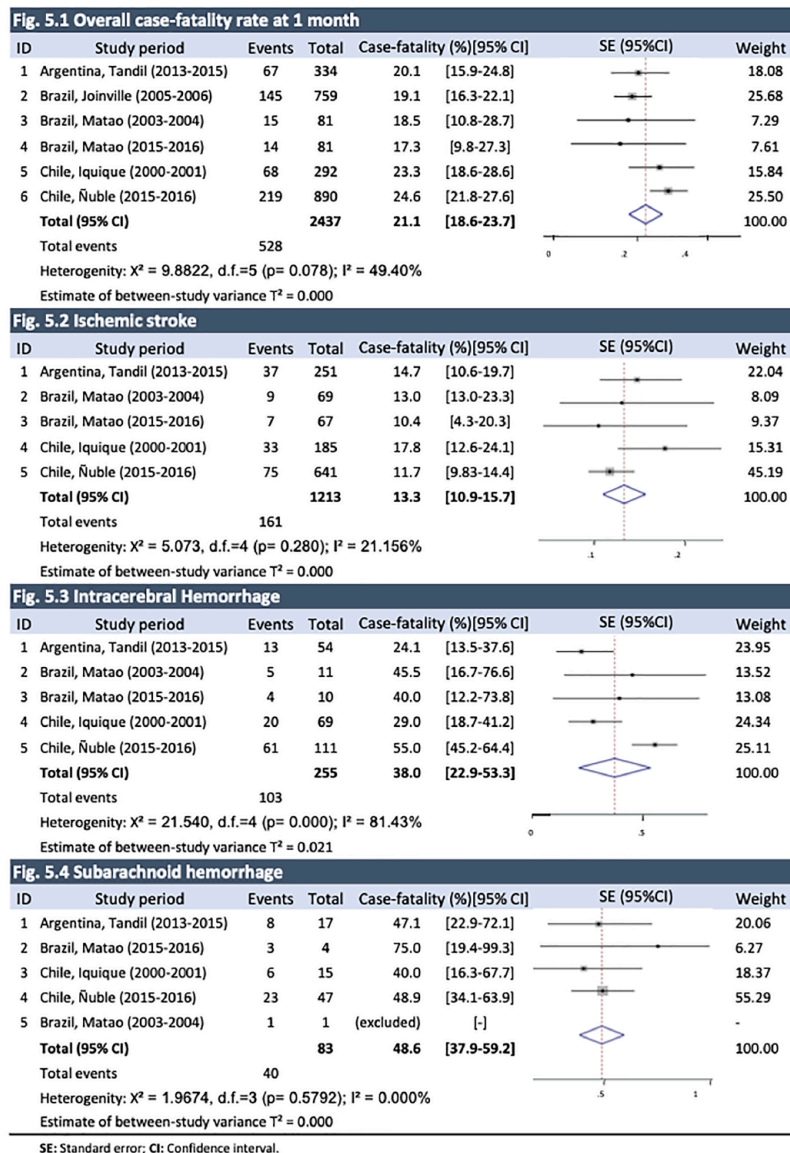 Fig. 5.1 Overall case-fatality rate at 1 month
ID Study period Events Total Case-fatality (%)[95% CI] SE (95%CI) Weight
1 Argentina, Tandil (2013-2015) 67 334 20.1 [15.9-24.8] 18.08
2 Brazil, Joinville (2005-2006) 145 759 19.1 [16.3-22.1] 25.68
3 Brazil, Matao (2003-2004) 15 81 18.5 [10.8-28.7] 7.29
4 Brazil, Matao (2015-2016) 14 81 17.3 [9.8-27.3] 7.61
5 Chile, Iquique (2000-2001) 68 292 23.3 [18.6-28.6] 15.84
6 Chile, Ñuble (2015-2016) 219 890 24.6 [21.8-27.6] 25.50
Total (95% CI) 2437 21.1 [18.6-23.7] 100.00
Total events 528
0 .2 .4
Heterogenity: X² = 9.8822, d.f.=5 (p= 0.078); I² = 49.40%
Estimate of between-study variance T² = 0.000
Fig. 5.2 Ischemic stroke
ID Study period Events Total Case-fatality (%)[95% CI] SE (95%CI) Weight
1 Argentina, Tandil (2013-2015) 37 251 14.7 [10.6-19.7] 22.04
2 Brazil, Matao (2003-2004) 9 69 13.0 [13.0-23.3] 8.09
3 Brazil, Matao (2015-2016) 7 67 10.4 [4.3-20.3] 9.37
4 Chile, Iquique (2000-2001) 33 185 17.8 [12.6-24.1] 15.31
5 Chile, Ñuble (2015-2016) 75 641 11.7 [9.83-14.4] 45.19
Total (95% CI) 1213 13.3 [10.9-15.7] 100.00
Total events 161
Heterogenity: X² = 5.073, d.f.=4 (p= 0.280); I² = 21.156%
.1 .2
Estimate of between-study variance T² = 0.000
Fig. 5.3 Intracerebral Hemorrhage
ID Study period Events Total Case-fatality (%)[95% CI] SE (95%CI) Weight
1 Argentina, Tandil (2013-2015) 13 54 24.1 [13.5-37.6] 23.95
2 Brazil, Matao (2003-2004) 5 11 45.5 [16.7-76.6] 13.52
3 Brazil, Matao (2015-2016) 4 10 40.0 [12.2-73.8] 13.08
4 Chile, Iquique (2000-2001) 20 69 29.0 [18.7-41.2] 24.34
5 Chile, Ñuble (2015-2016) 61 111 55.0 [45.2-64.4] 25.11
Total (95% CI) 255 38.0 [22.9-53.3] 100.00
Total events 103
Heterogenity: X² = 21.540, d.f.=4 (p= 0.000); I² = 81.43%
0 .5
Estimate of between-study variance T² = 0.021
Fig. 5.4 Subarachnoid hemorrhage
ID Study period Events Total Case-fatality (%)[95% CI] SE (95%CI) Weight
1 Argentina, Tandil (2013-2015) 8 17 47.1 [22.9-72.1] 20.06
2 Brazil, Matao (2015-2016) 3 4 75.0 [19.4-99.3] 6.27
3 Chile, Iquique (2000-2001) 6 15 40.0 [16.3-67.7] 18.37
4 Chile, Ñuble (2015-2016) 23 47 48.9 [34.1-63.9] 55.29
5 Brazil, Matao (2003-2004) 1 1 (excluded) [-] -
Total (95% CI) 83 48.6 [37.9-59.2] 100.00
Total events 40
.5 1
Heterogenity: X² = 1.9674, d.f.=3 (p= 0.5792); I² = 0.000%
Estimate of between-study variance T² = 0.000
SE: Standard error; CI: Confidence interval.